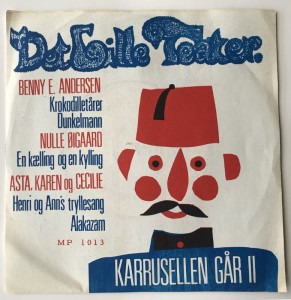 Det Lille Teater.
BENNY E. ANDERSEN
Krokodilletårer
Dunkelmann
NULLE ØIGAARD
En kælling og en kylling
ASTA, KAREN og CECILIE
Henri og Ann's tryllesang
Alakazam
MP 1013
KARRUSELLEN GÅR II